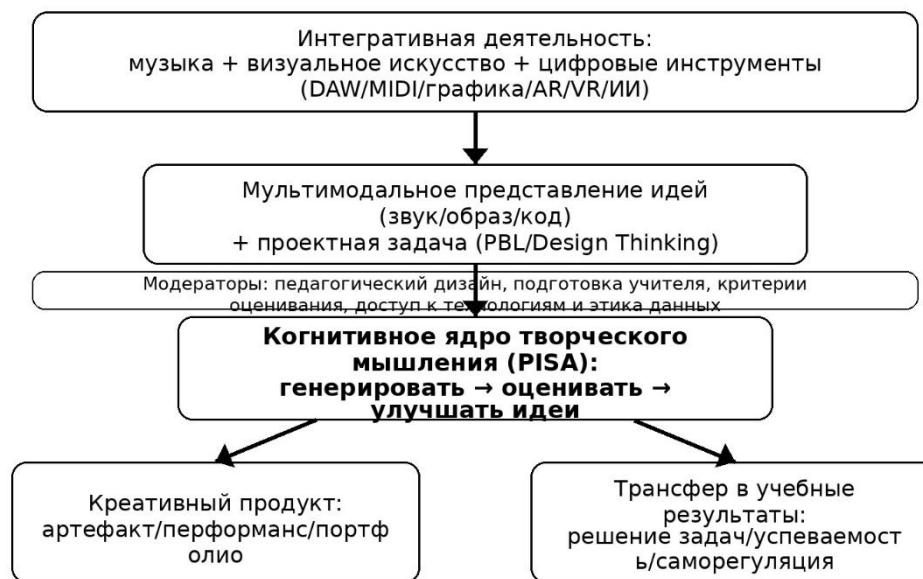 Интегративная деятельность:
музыка + визуальное искусство + цифровые инструменты
(DAW/MIDI/графика/AR/VR/ИИ)
Мультимодальное представление идей
(звук/образ/код)
+ проектная задача (PBL/Design Thinking)
Модераторы: педагогический дизайн, подготовка учителя, критерии
оценивания, доступ к технологиям и этика данных
Когнитивное ядро творческого
мышления (PISA):
генерировать → оценивать →
улучшать идеи
Креативный продукт:
артефакт/перформанс/портф
олио
Трансфер в учебные
результаты:
решение задач/успеваемост
ь/саморегуляция